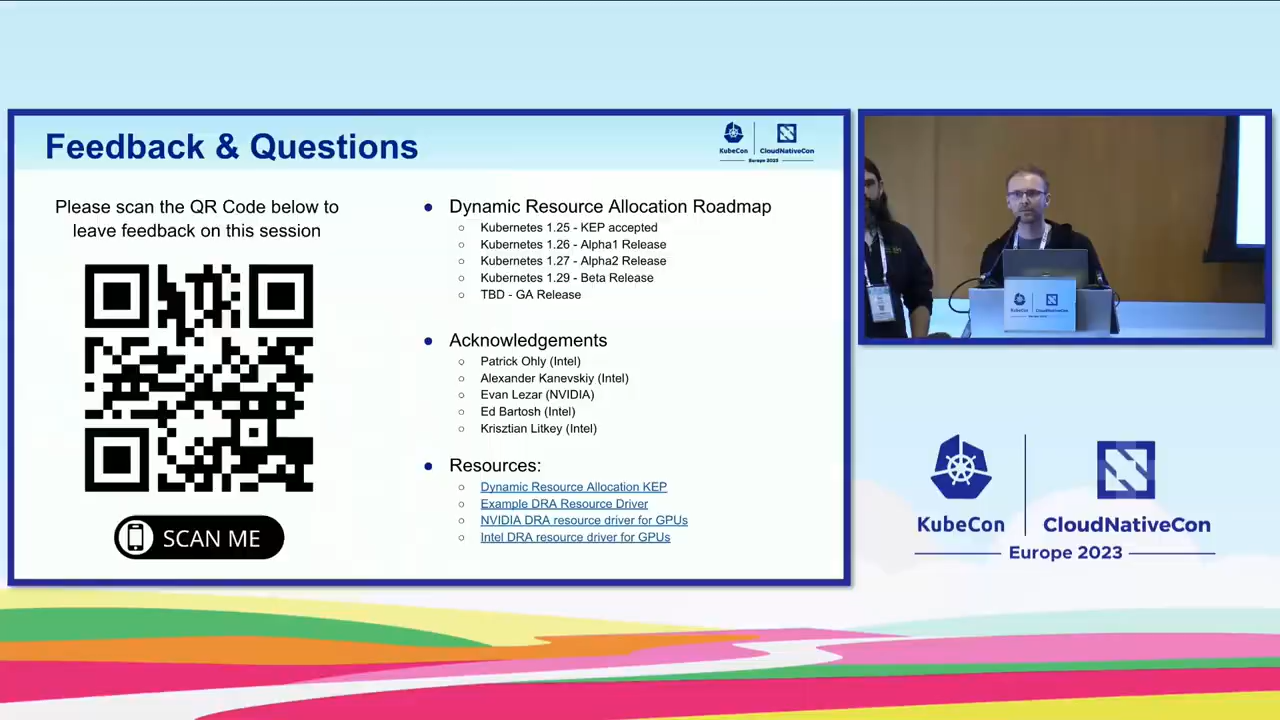 Feedback & Questions
KubeCon
CloudNativeCon
Europe 2023
Please scan the QR Code below to
leave feedback on this session
SCAN ME
● Dynamic Resource Allocation Roadmap
○ Kubernetes 1.25 - KEP accepted
○ Kubernetes 1.26 - Alpha1 Release
○ Kubernetes 1.27 - Alpha2 Release
○ Kubernetes 1.29 - Beta Release
○ TBD - GA Release
● Acknowledgements
○ Patrick Ohly (Intel)
○ Alexander Kanevskiy (Intel)
○ Evan Lezar (NVIDIA)
○ Ed Bartosh (Intel)
○ Krisztian Litkey (Intel)
● Resources:
○ Dynamic Resource Allocation KEP
○ Example DRA Resource Driver
○ NVIDIA DRA resource driver for GPUs
○ Intel DRA resource driver for GPUs
KubeCon
CloudNativeCon
Europe 2023